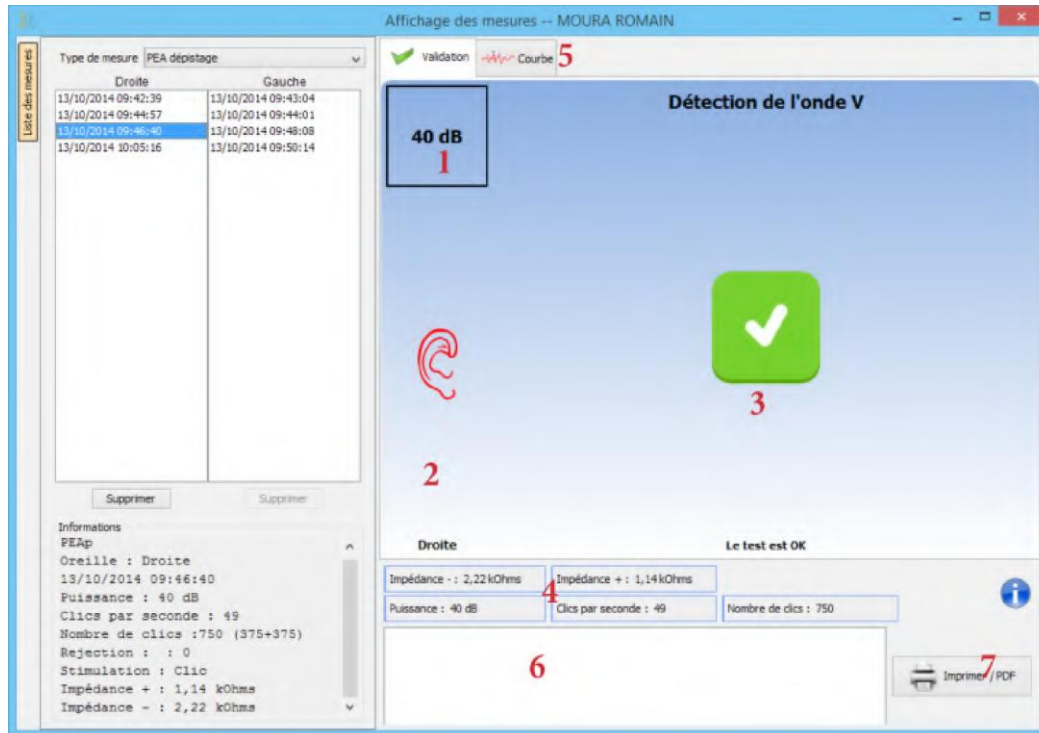 Affichage des mesures -- MOURA ROMAIN
Liste des mesures
Type de mesure PEA dépistage
Droite Gauche
13/10/2014 09:42:39 13/10/2014 09:43:04
13/10/2014 09:44:57 13/10/2014 09:44:01
13/10/2014 09:46:40 13/10/2014 09:48:08
13/10/2014 10:05:16 13/10/2014 09:50:14
Supprimer Supprimer
Informations
PEAp
Oreille : Droite
13/10/2014 09:46:40
Puissance : 40 dB
Clics par seconde : 49
Nombre de clics :750 (375+375)
Rejection : : 0
Stimulation : Clic
Impédance + : 1,14 kOhms
Impédance - : 2,22 kOhms
Validation Courbe 5
Détection de l'onde V
40 dB
1
3
2
Droite Le test est OK
Impédance - : 2,22 kOhms Impédance + : 1,14 kOhms
4
Puissance : 40 dB Clics par seconde : 49 Nombre de clics : 750
6
Imprimer / PDF
7